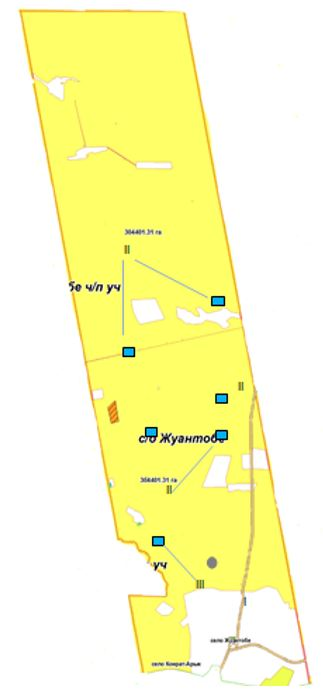 364401.31 га
II
бе ч/п уч
II
с/о Жуантобе
364401.31 га
II
уч
III
I
село Жуантобе
село Конрат-Арык